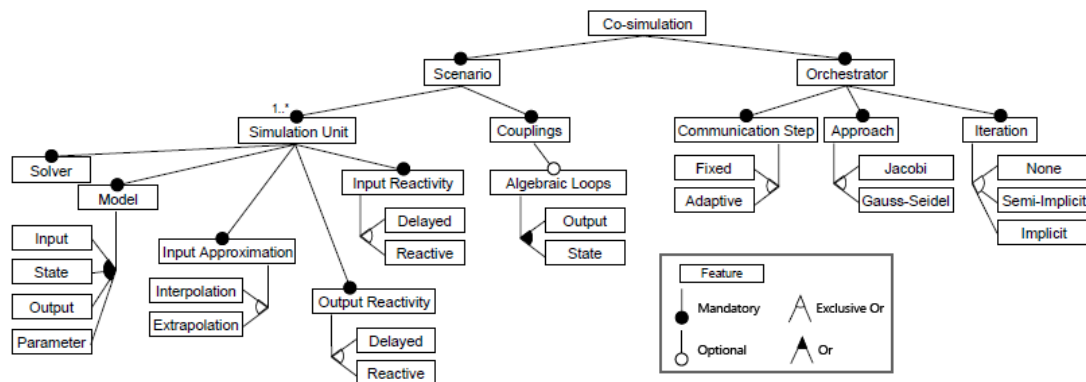 Co-simulation
Scenario
Orchestrator
1..*
Simulation Unit
Couplings
Communication Step
Approach
Iteration
Solver
Model
Input Reactivity
Algebraic Loops
Fixed
Adaptive
Jacobi
Gauss-Seidel
None
Semi-Implicit
Implicit
Input
State
Output
Parameter
Input Approximation
Interpolation
Extrapolation
Delayed
Reactive
Output Reactivity
Delayed
Reactive
Output
State
Feature
Mandatory
Exclusive Or
Optional
Or